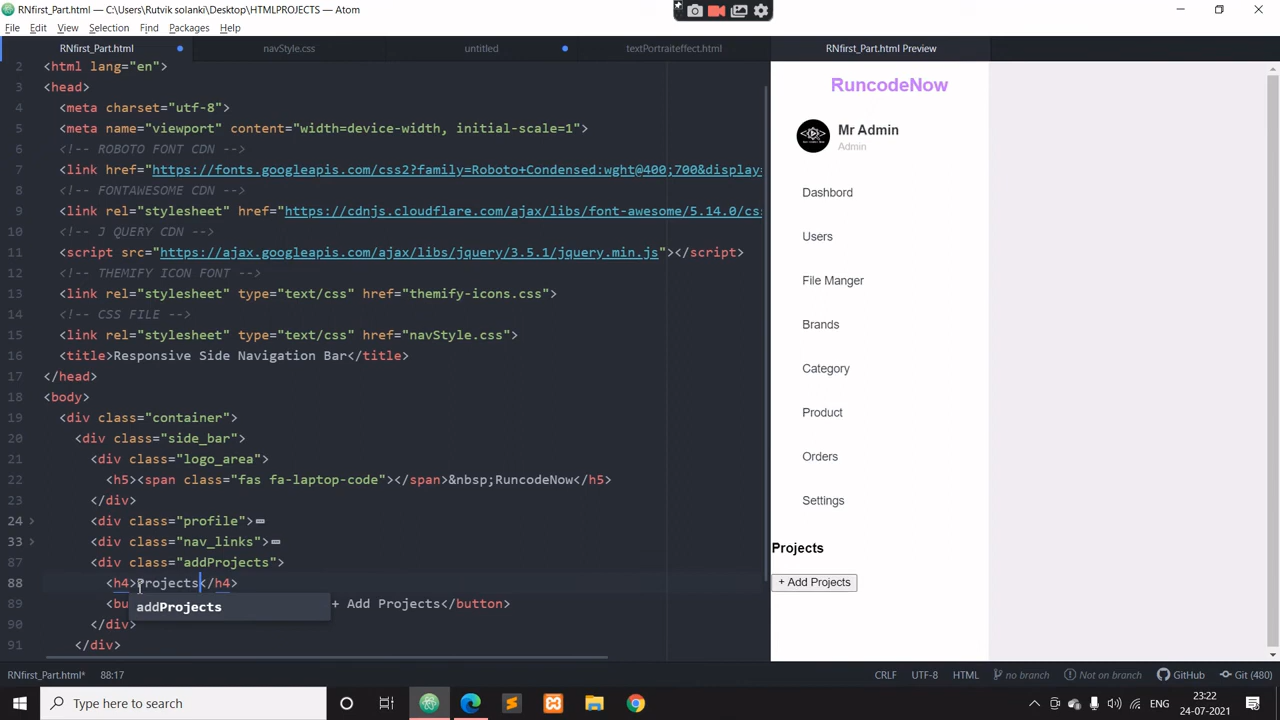 RNfirst_Part.html — C:\Users\Rutvik solanki\Desktop\HTMLPROJECTS — Atom
File Edit View Selection Find Packages Help
RNfirst_Part.html navStyle.css untitled textPortraiteffect.html RNfirst_Part.html Preview
2 <html lang="en">
3 <head>
4 <meta charset="utf-8">
5 <meta name="viewport" content="width=device-width, initial-scale=1">
6 <!-- ROBOTO FONT CDN -->
7 <link href="https://fonts.googleapis.com/css2?family=Roboto+Condensed:wght@400;700&display=
8 <!-- FONTAWESOME CDN -->
9 <link rel="stylesheet" href="https://cdnjs.cloudflare.com/ajax/libs/font-awesome/5.14.0/css
10 <!-- J QUERY CDN -->
11 <script src="https://ajax.googleapis.com/ajax/libs/jquery/3.5.1/jquery.min.js"></script>
12 <!-- THEMIFY ICON FONT -->
13 <link rel="stylesheet" type="text/css" href="themify-icons.css">
14 <!-- CSS FILE -->
15 <link rel="stylesheet" type="text/css" href="navStyle.css">
16 <title>Responsive Side Navigation Bar</title>
17 </head>
18 <body>
19 <div class="container">
20 <div class="side_bar">
21 <div class="logo_area">
22 <h5><span class="fas fa-laptop-code"></span>&nbsp;RuncodeNow</h5>
23 </div>
24 <div class="profile">
33 <div class="nav_links">
87 <div class="addProjects">
88 <h4>Projects</h4>
addProjects
89 <bu + Add Projects</button>
90 </div>
91 </div>
RuncodeNow
Mr Admin
Admin
Dashbord
Users
File Manger
Brands
Category
Product
Orders
Settings
Projects
+ Add Projects
RNfirst_Part.html* 88:17 CRLF UTF-8 HTML no branch Not on branch GitHub Git (480)
Type here to search
ENG
23:22
24-07-2021